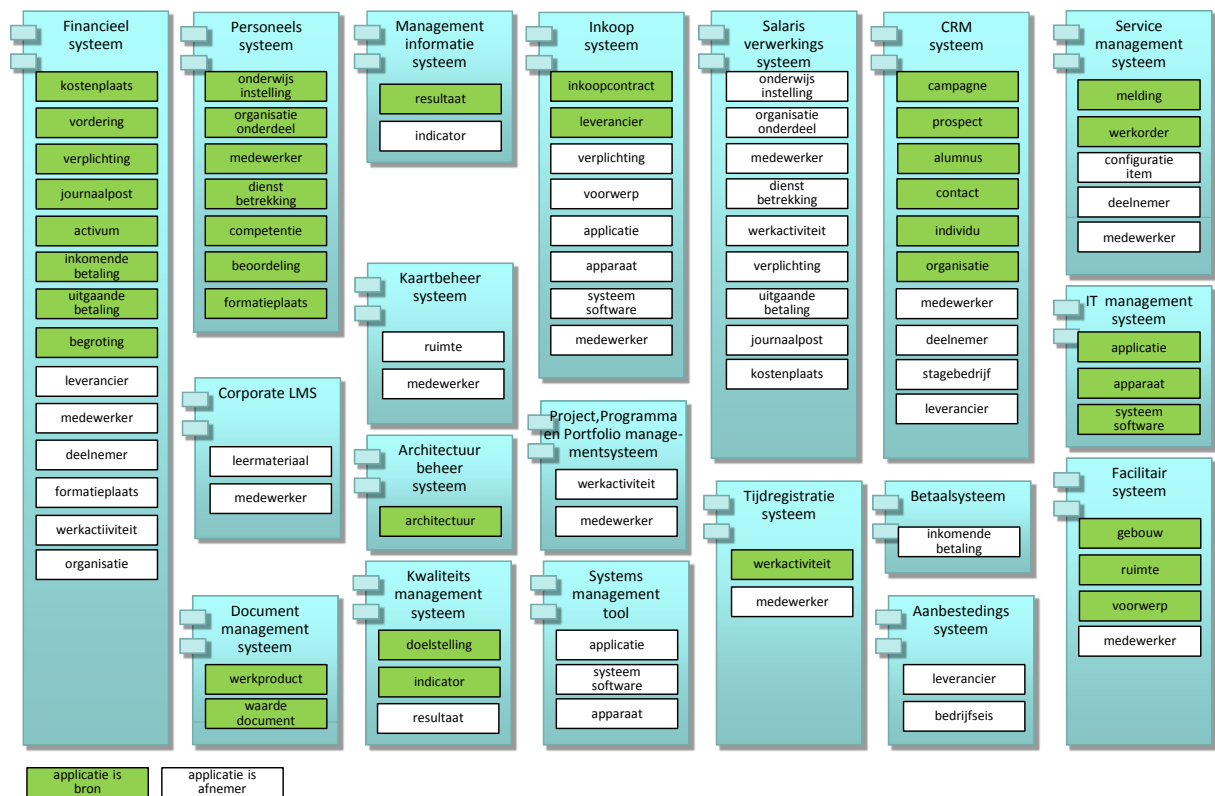 Financieel
systeem
kostenplaats
vordering
verplichting
journaalpost
activum
inkomende
betaling
uitgaande
betaling
begroting
leverancier
medewerker
deelnemer
formatieplaats
werkactiiviteit
organisatie
Personeels
systeem
onderwijs
instelling
organisatie
onderdeel
medewerker
dienst
betrekking
competentie
beoordeling
formatieplaats
Corporate LMS
leermateriaal
medewerker
Document
management
systeem
werkproduct
waarde
document
Management
informatie
systeem
resultaat
indicator
Kaartbeheer
systeem
ruimte
medewerker
Architectuur
beheer
systeem
architectuur
Kwaliteits
management
systeem
doelstelling
indicator
resultaat
Inkoop
systeem
inkoopcontract
leverancier
verplichting
voorwerp
applicatie
apparaat
systeem
software
medewerker
Project,Programma
en Portfolio manage-
mentsysteem
werkactiviteit
medewerker
Systems
management
tool
applicatie
systeem
software
apparaat
Salaris
verwerkings
systeem
onderwijs
instelling
organisatie
onderdeel
medewerker
dienst
betrekking
werkactiviteit
verplichting
uitgaande
betaling
journaalpost
kostenplaats
Tijdregistratie
systeem
werkactiviteit
medewerker
CRM
systeem
campagne
prospect
alumnus
contact
individu
organisatie
medewerker
deelnemer
stagebedrijf
leverancier
Betaalsysteem
inkomende
betaling
Aanbestedings
systeem
leverancier
bedrijfseis
Service
management
systeem
melding
werkorder
configuratie
item
deelnemer
medewerker
IT management
systeem
applicatie
apparaat
systeem
software
Facilitair
systeem
gebouw
ruimte
voorwerp
medewerker
applicatie is
bron
applicatie is
afnemer